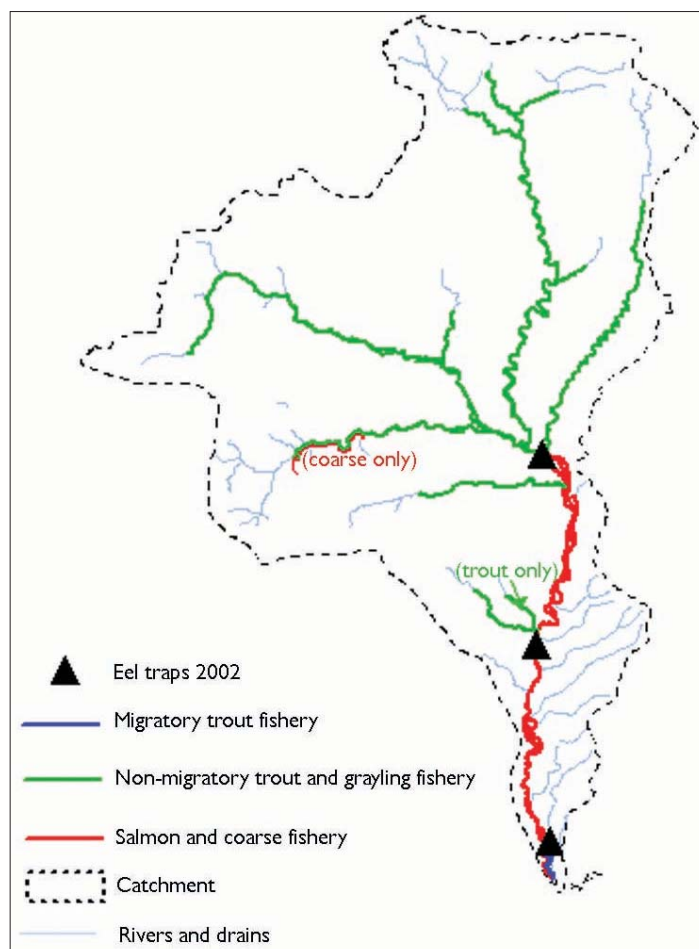 (coarse only)
(trout only)
Eel traps 2002
Migratory trout fishery
Non-migratory trout and grayling fishery
Salmon and coarse fishery
Catchment
Rivers and drains